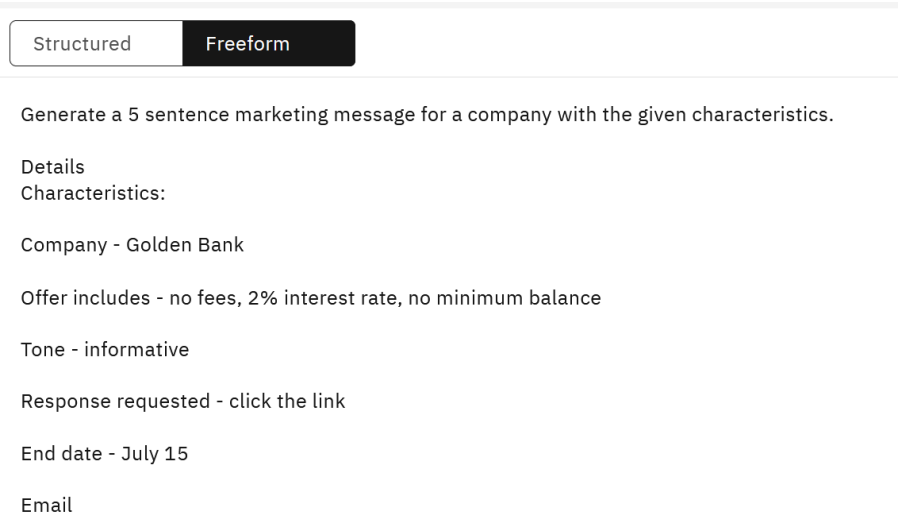 Structured
Freeform
Generate a 5 sentence marketing message for a company with the given characteristics.
Details
Characteristics:
Company - Golden Bank
Offer includes - no fees, 2% interest rate, no minimum balance
Tone - informative
Response requested - click the link
End date - July 15
Email